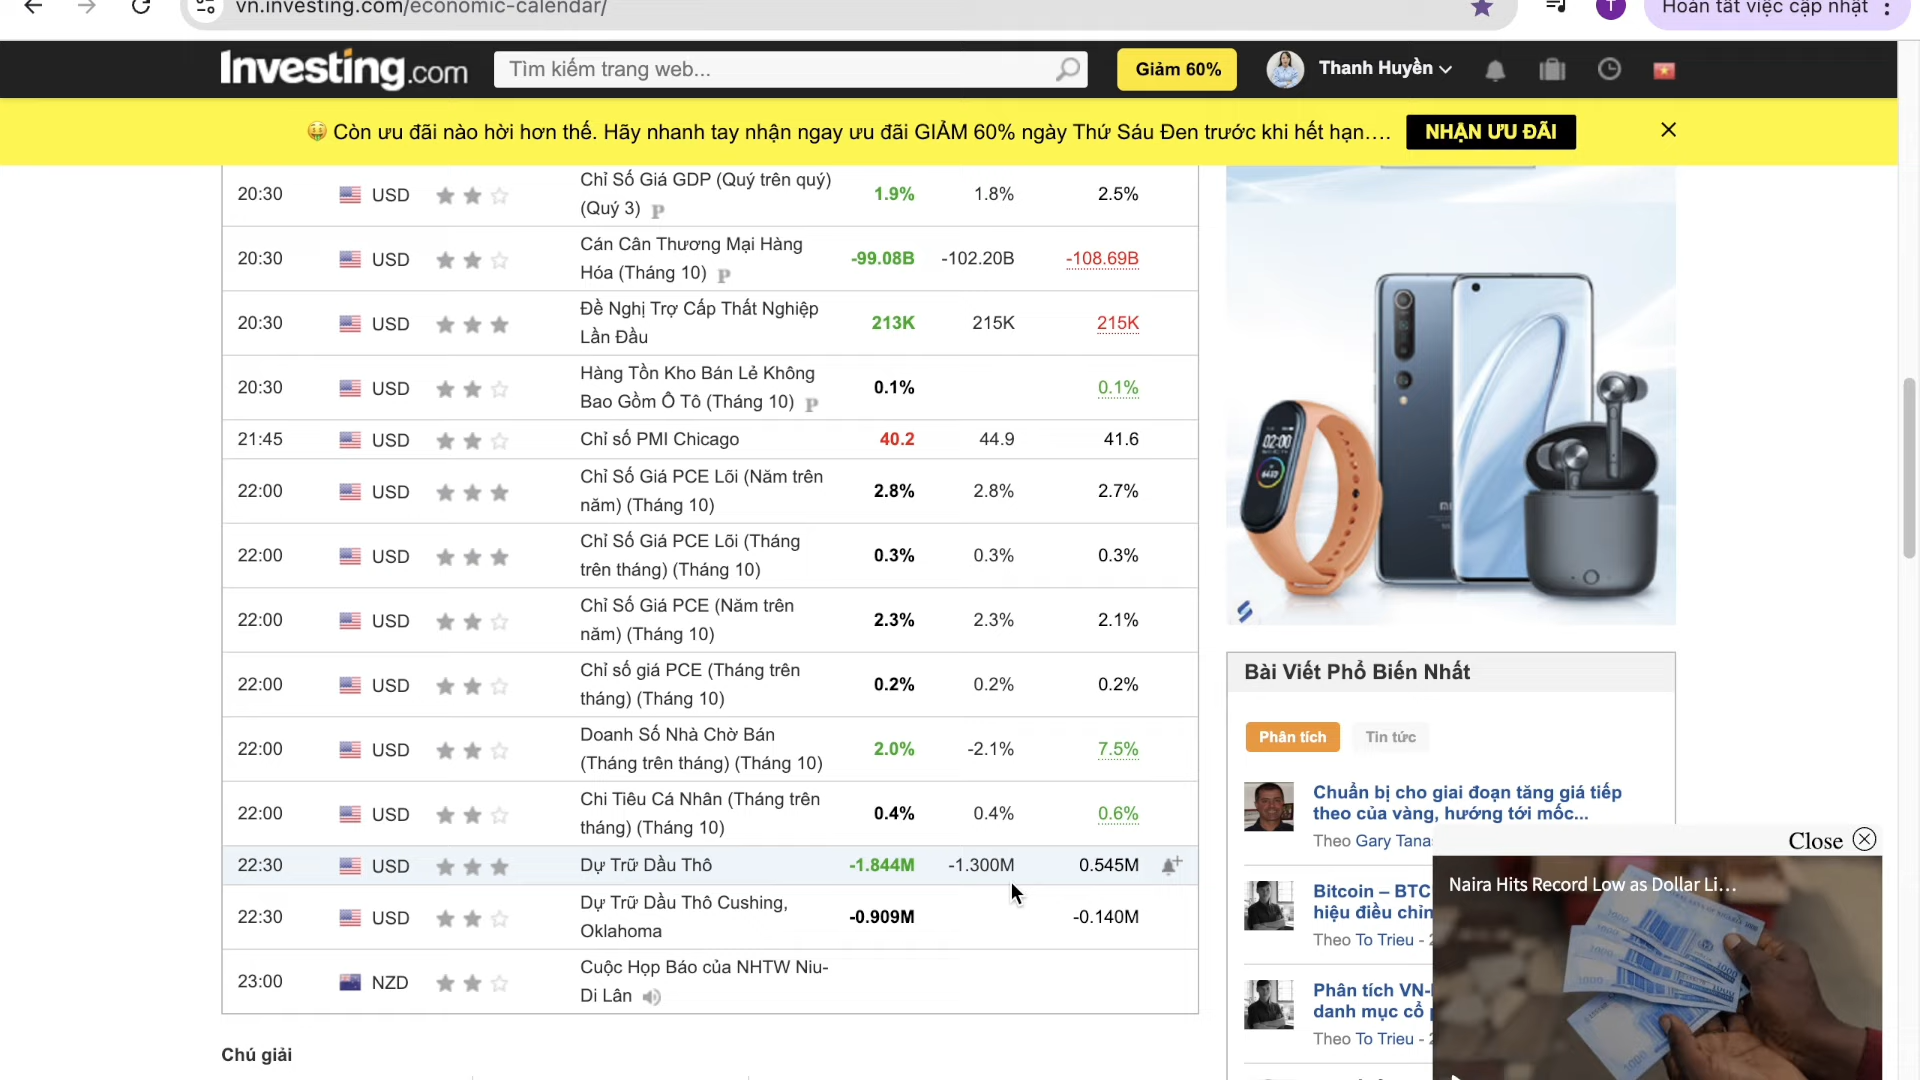 vn.investing.com/economic-calendar/
T
Hoàn tất việc cập nhật
Investing.com
Tìm kiếm trang web...
Giảm 60%
Thanh Huyền
Còn ưu đãi nào hời hơn thế. Hãy nhanh tay nhận ngay ưu đãi GIẢM 60% ngày Thứ Sáu Đen trước khi hết hạn....
NHẬN ƯU ĐÃI
20:30 USD Chỉ Số Giá GDP (Quý trên quý) 1.9% 1.8% 2.5%
(Quý 3) P
20:30 USD Cán Cân Thương Mại Hàng -99.08B -102.20B -108.69B
Hóa (Tháng 10) P
20:30 USD Đề Nghị Trợ Cấp Thất Nghiệp 213K 215K 215K
Lần Đầu
20:30 USD Hàng Tồn Kho Bán Lẻ Không 0.1% 0.1%
Bao Gồm Ô Tô (Tháng 10) P
21:45 USD Chỉ số PMI Chicago 40.2 44.9 41.6
22:00 USD Chỉ Số Giá PCE Lõi (Năm trên 2.8% 2.8% 2.7%
năm) (Tháng 10)
22:00 USD Chỉ Số Giá PCE Lõi (Tháng 0.3% 0.3% 0.3%
trên tháng) (Tháng 10)
22:00 USD Chỉ Số Giá PCE (Năm trên 2.3% 2.3% 2.1%
năm) (Tháng 10)
22:00 USD Chỉ số giá PCE (Tháng trên 0.2% 0.2% 0.2%
tháng) (Tháng 10)
22:00 USD Doanh Số Nhà Chờ Bán 2.0% -2.1% 7.5%
(Tháng trên tháng) (Tháng 10)
22:00 USD Chi Tiêu Cá Nhân (Tháng trên 0.4% 0.4% 0.6%
tháng) (Tháng 10)
22:30 USD Dự Trữ Dầu Thô -1.844M -1.300M 0.545M
22:30 USD Dự Trữ Dầu Thô Cushing, -0.909M -0.140M
Oklahoma
23:00 NZD Cuộc Họp Báo của NHTW Niu-
Di Lân
Chú giải
02:00
Bài Viết Phổ Biến Nhất
Phân tích Tin tức
Chuẩn bị cho giai đoạn tăng giá tiếp
theo của vàng, hướng tới mốc...
Theo Gary Tana
Bitcoin – BTC
hiệu điều chỉn
Theo To Trieu - 2
Phân tích VN-
danh mục cổ
Theo To Trieu - 2
Close
Naira Hits Record Low as Dollar Li...